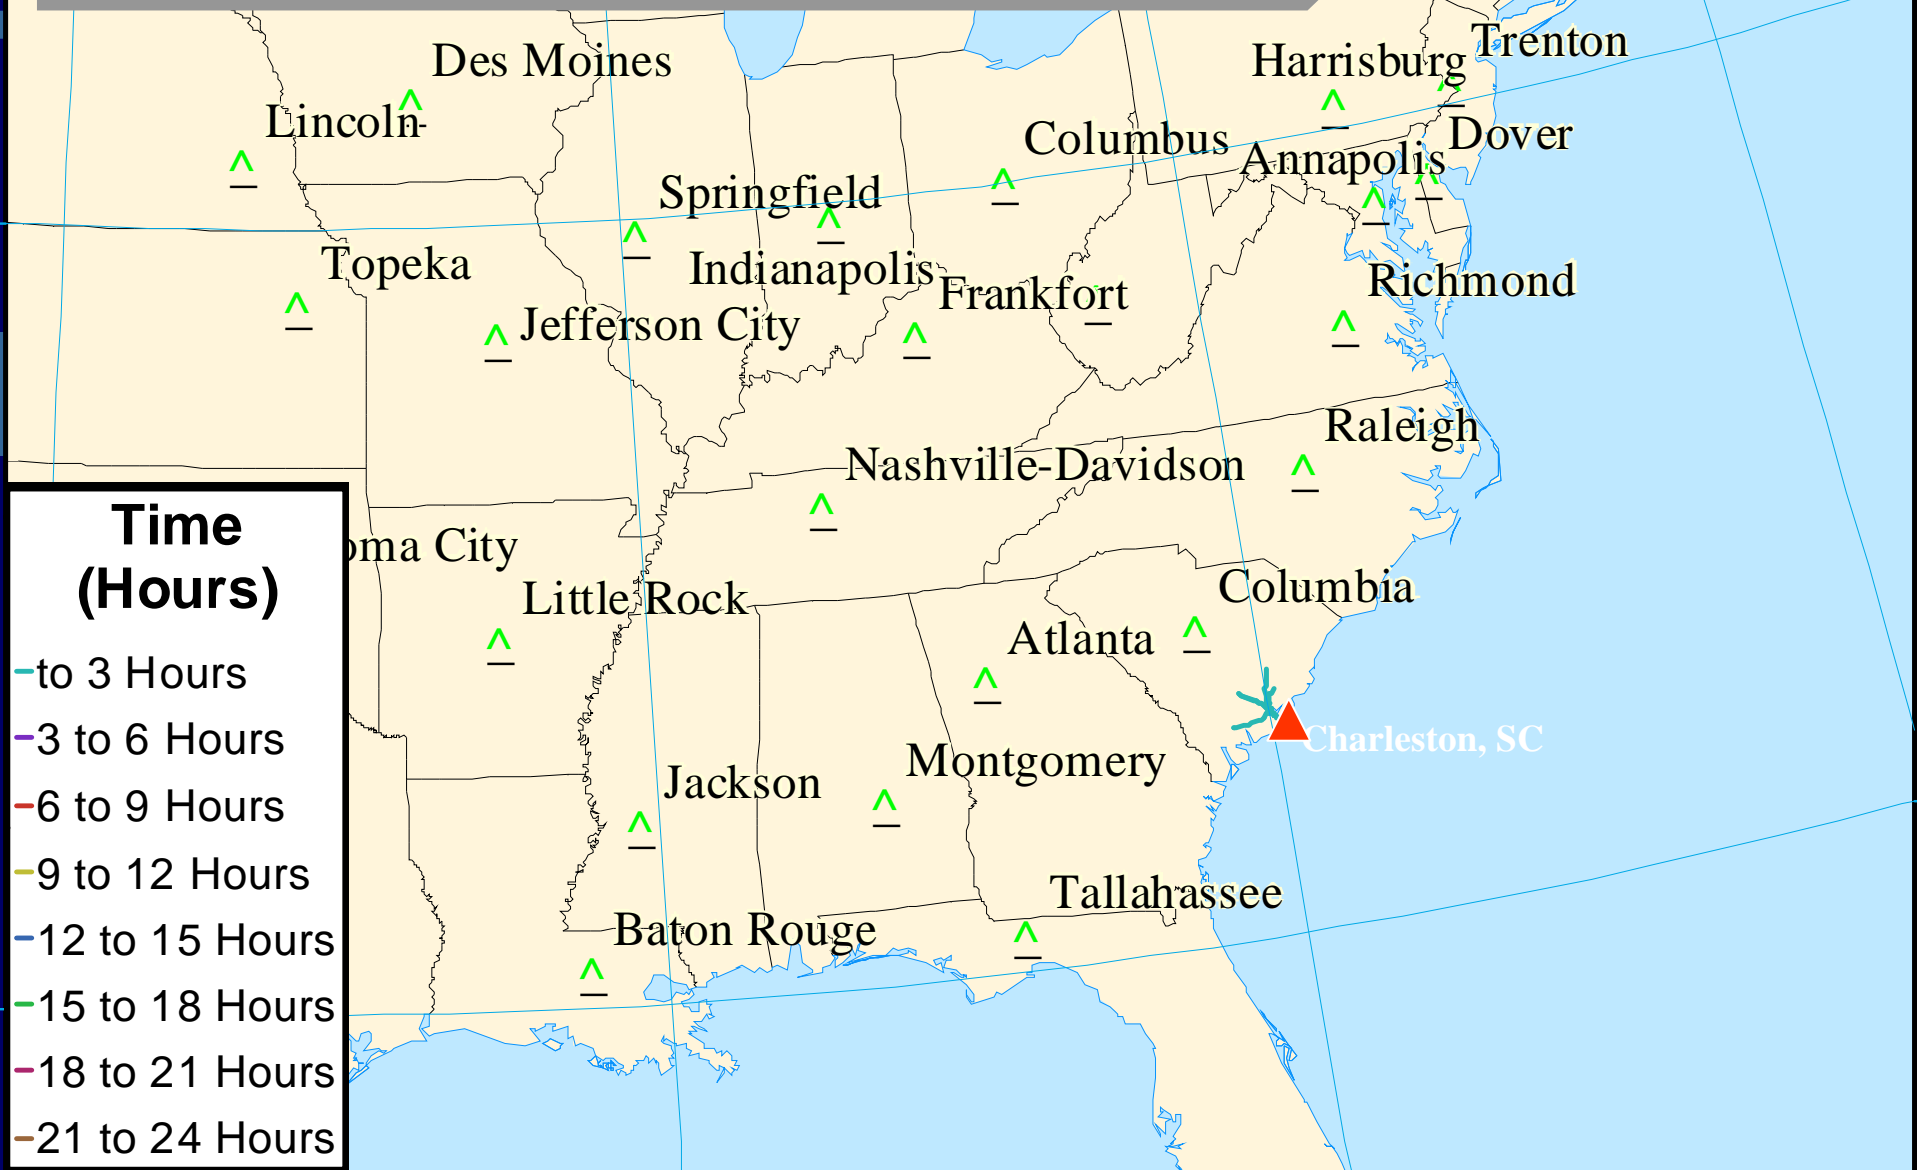 Trenton
Des Moines
Harrisburg
Lincoln
Dover
Columbus
Annapolis
Springfield
Topeka
Indianapolis
Frankfort
Richmond
Jefferson City
Raleigh
Nashville-Davidson
oma City
Little Rock
Columbia
Atlanta
Charleston, SC
Montgomery
Jackson
Tallahassee
Baton Rouge
Time
(Hours)
to 3 Hours
3 to 6 Hours
6 to 9 Hours
9 to 12 Hours
12 to 15 Hours
15 to 18 Hours
18 to 21 Hours
21 to 24 Hours